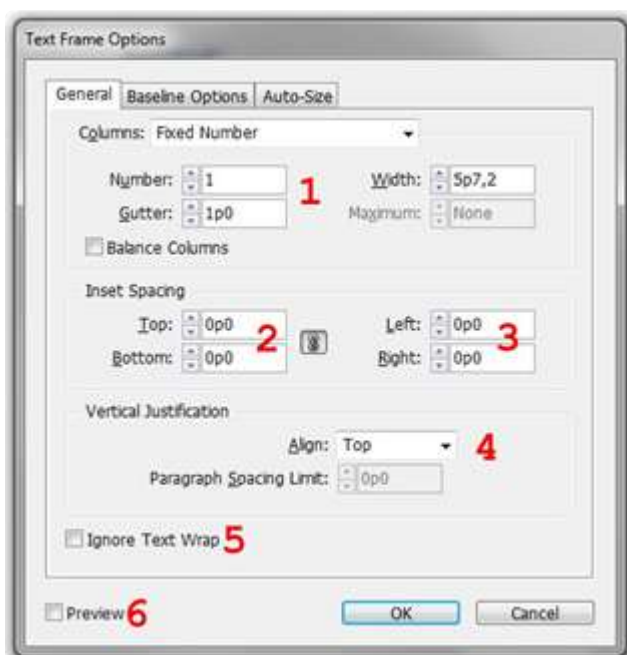 Text Frame Options
General Baseline Options Auto-Size
Columns: Fixed Number
Number: 1 1 Width: 5p7,2
Gutter: 1p0 Maximum: None
Balance Columns
Inset Spacing
Top: 0p0 2 Left: 0p0 3
Bottom: 0p0 Right: 0p0
Vertical Justification
Align: Top 4
Paragraph Spacing Limit: 0p0
Ignore Text Wrap 5
Preview 6 OK Cancel